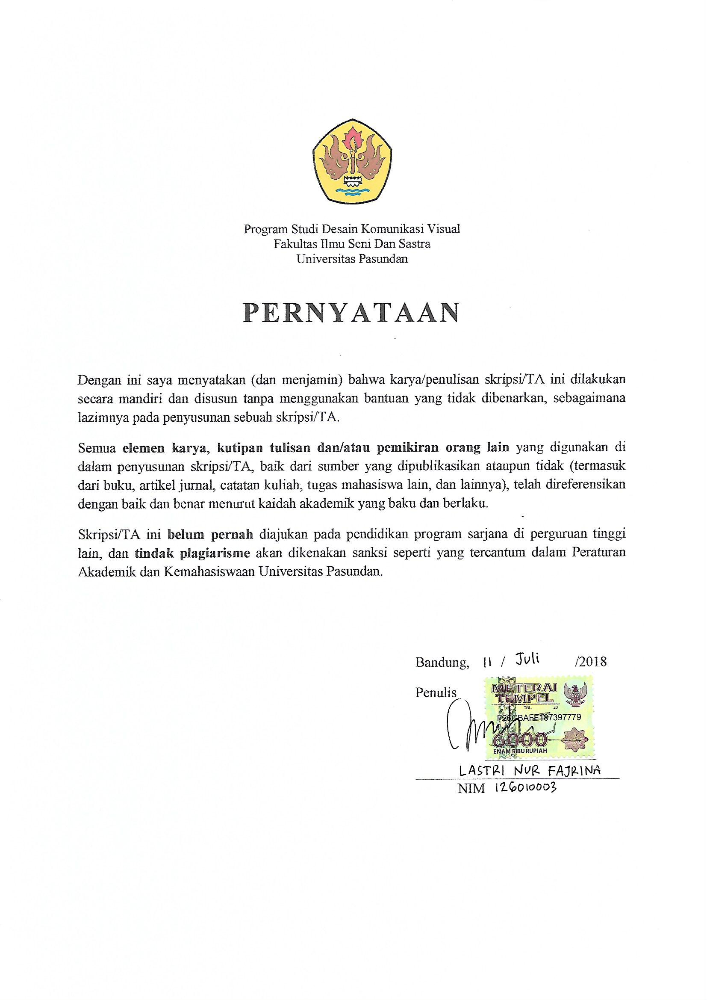 Program Studi Desain Komunikasi Visual
Fakultas Ilmu Seni Dan Sastra
Universitas Pasundan
PERNYATAAN
Dengan ini saya menyatakan (dan menjamin) bahwa karya/penulisan skripsi/TA ini dilakukan
secara mandiri dan disusun tanpa menggunakan bantuan yang tidak dibenarkan, sebagaimana
lazimnya pada penyusunan sebuah skripsi/TA.
Semua elemen karya, kutipan tulisan dan/atau pemikiran orang lain yang digunakan di
dalam penyusunan skripsi/TA, baik dari sumber yang dipublikasikan ataupun tidak (termasuk
dari buku, artikel jurnal, catatan kuliah, tugas mahasiswa lain, dan lainnya), telah direferensikan
dengan baik dan benar menurut kaidah akademik yang baku dan berlaku.
Skripsi/TA ini belum pernah diajukan pada pendidikan program sarjana di perguruan tinggi
lain, dan tindak plagiarisme akan dikenakan sanksi seperti yang tercantum dalam Peraturan
Akademik dan Kemahasiswaan Universitas Pasundan.
Bandung, 11 / Juli /2018
Penulis
METERAI
TEMPEL
TGL. 20
6000
ENAM RIBU RUPIAH
LASTRI NUR FAJRINA
NIM 126010003